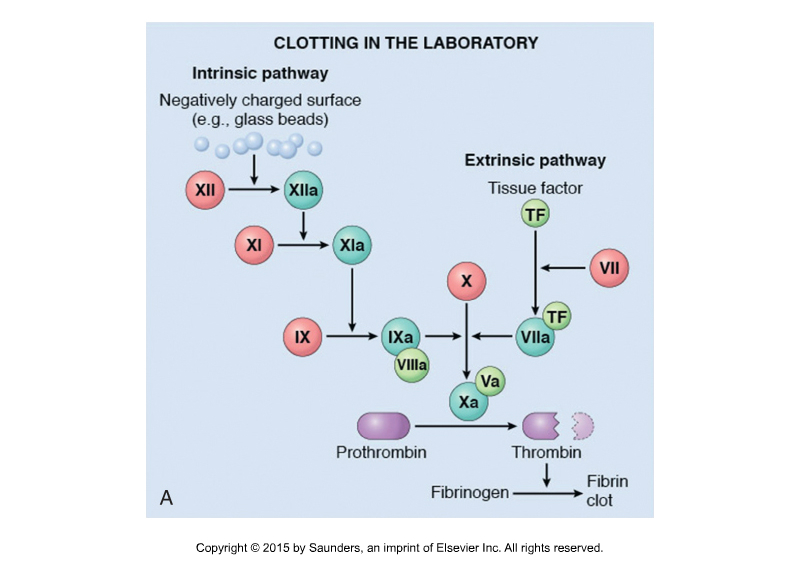 CLOTTING IN THE LABORATORY
Intrinsic pathway
Negatively charged surface
(e.g., glass beads)
Extrinsic pathway
Tissue factor
XII
XIIa
TF
XI
XIa
VII
X
TF
IX
IXa
VIIa
VIIIa
Va
Xa
Prothrombin
Thrombin
Fibrinogen
Fibrin
clot
A
Copyright © 2015 by Saunders, an imprint of Elsevier Inc. All rights reserved.